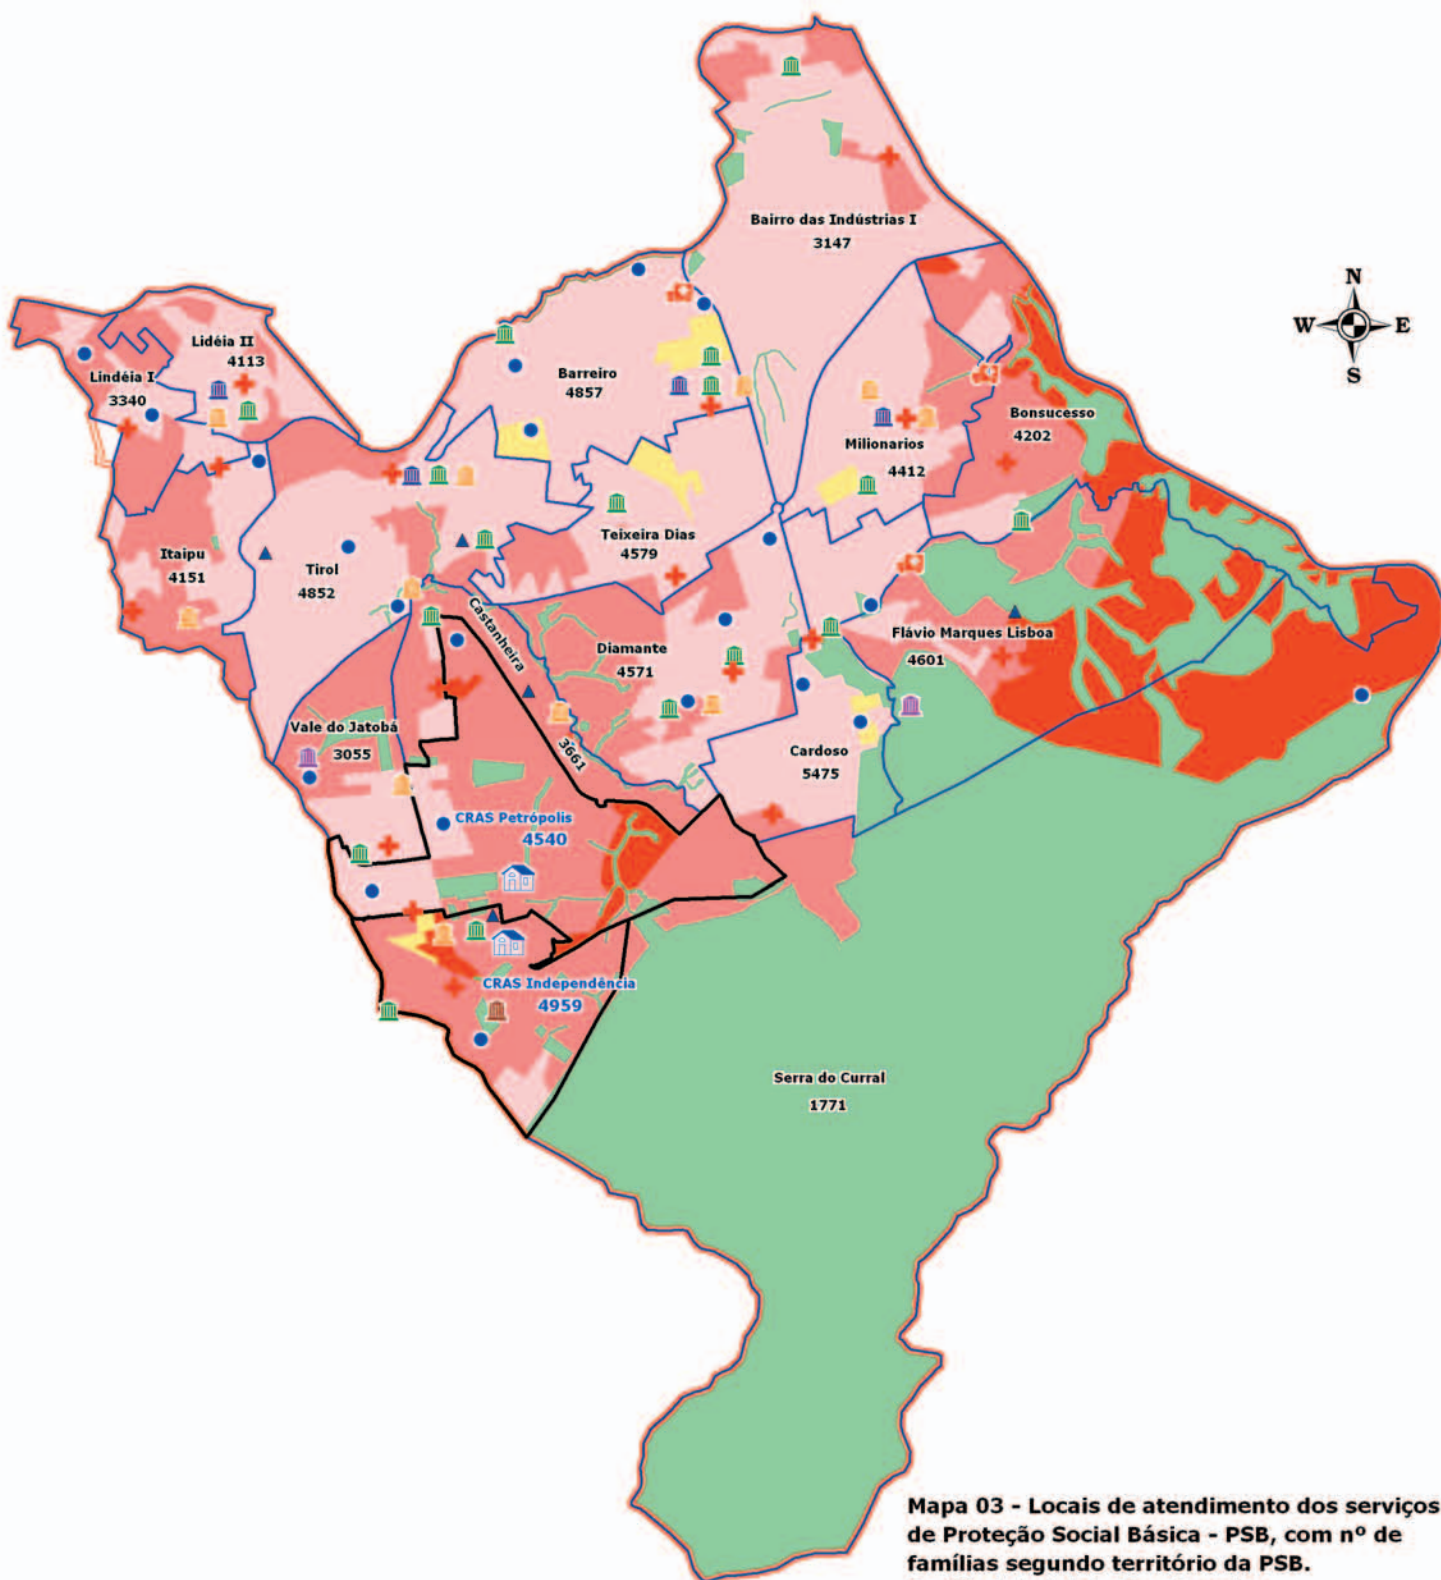 Bairro das Indústrias I
3147
N
W E
S
Lidéia II
4113
Lindéia I
3340
Barreiro
4857
Bonsucesso
4202
Milionarios
4412
Teixeira Dias
4579
Itaipu
4151
Tirol
4852
Castanheira
3661
Diamante
4571
Flávio Marques Lisboa
4601
Vale do Jatobá
3055
Cardoso
5475
CRAS Petrópolis
4540
CRAS Independência
4959
Serra do Curral
1771
Mapa 03 - Locais de atendimento dos serviços
de Proteção Social Básica - PSB, com nº de
famílias segundo território da PSB.